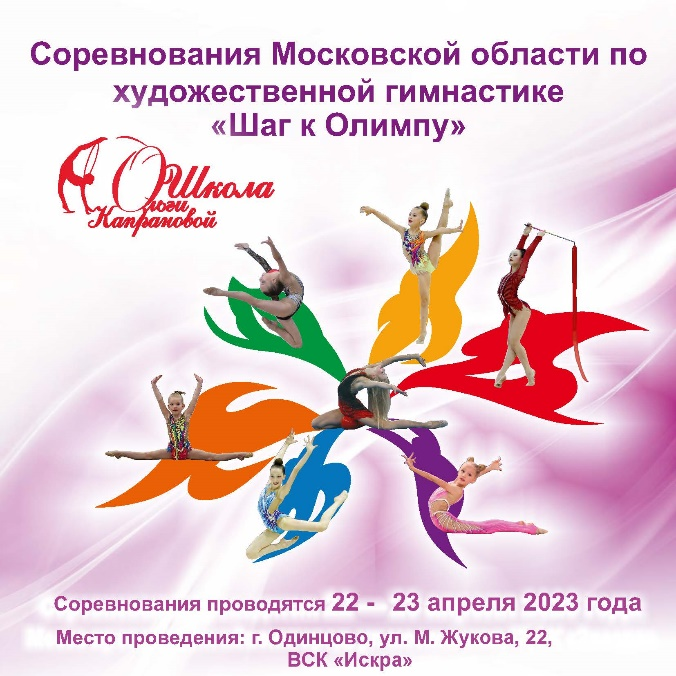 Соревнования Московской области по
художественной гимнастике
«Шаг к Олимпу»
Школа
Ольги
Капрановой
Соревнования проводятся 22 - 23 апреля 2023 года
Место проведения: г. Одинцово, ул. М. Жукова, 22,
ВСК «Искра»